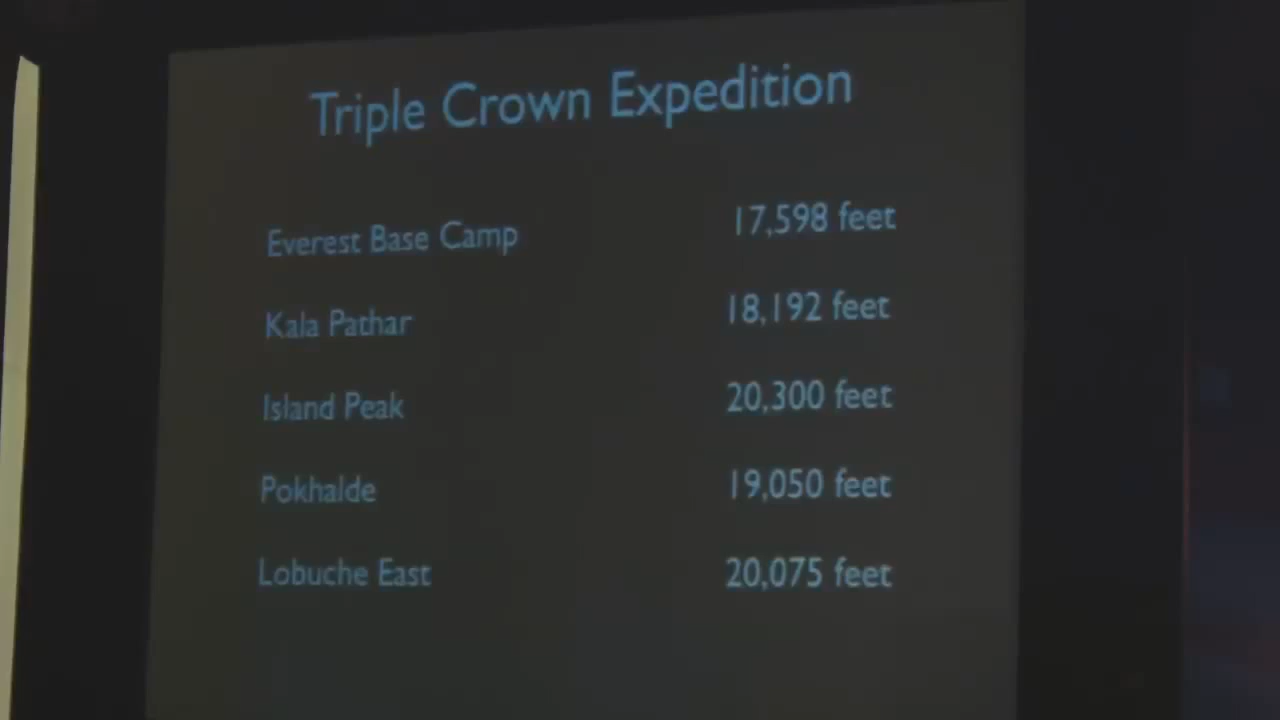 Triple Crown Expedition
Everest Base Camp 17,598 feet
Kala Pathar 18,192 feet
Island Peak 20,300 feet
Pokhalde 19,050 feet
Lobuche East 20,075 feet